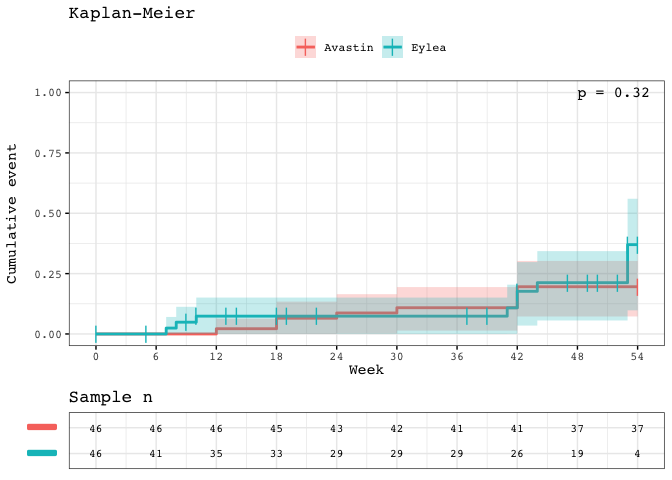 Kaplan-Meier
Avastin Eylea
p = 0.32
1.00
0.75
0.50
0.25
0.00
Cumulative event
0 6 12 18 24 30 36 42 48 54
Week
Sample n
46 46 46 45 43 42 41 41 37 37
46 41 35 33 29 29 29 26 19 4